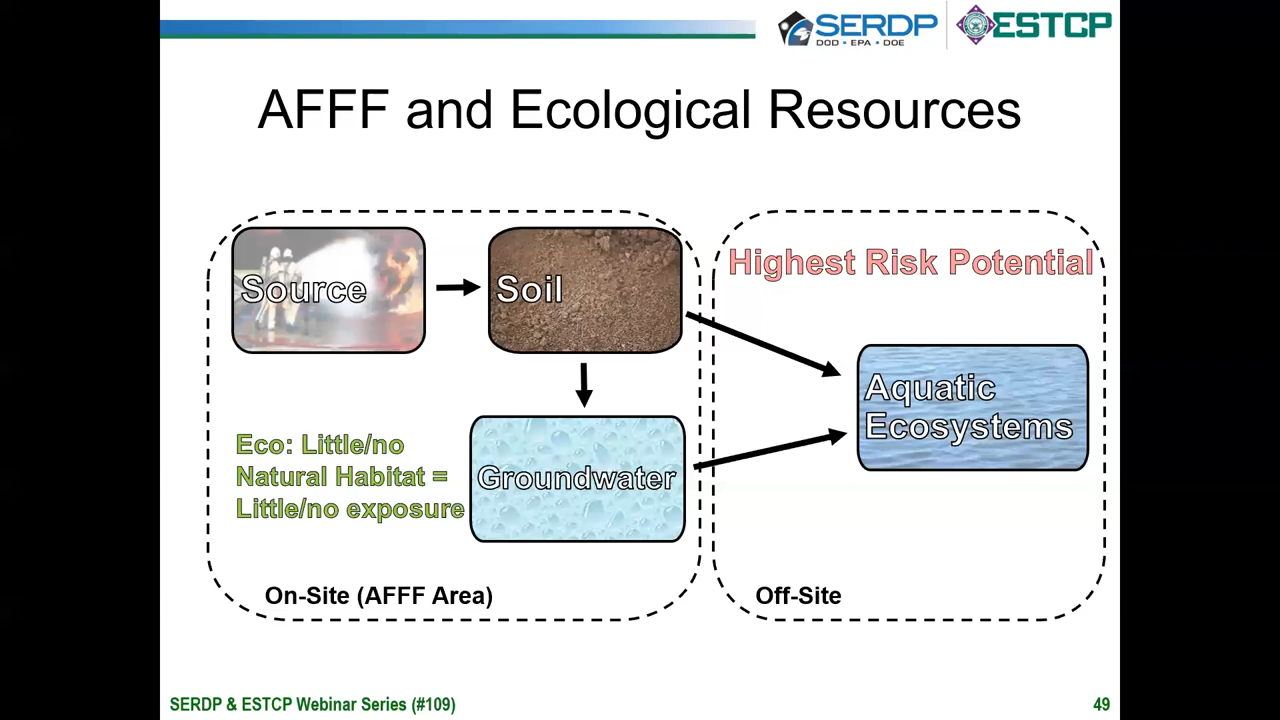 SERDP
DOD • EPA • DOE
ESTCP
AFFF and Ecological Resources
Source
Soil
Highest Risk Potential
Aquatic
Ecosystems
Eco: Little/no
Natural Habitat =
Little/no exposure
Groundwater
On-Site (AFFF Area)
Off-Site
SERDP & ESTCP Webinar Series (#109)
49